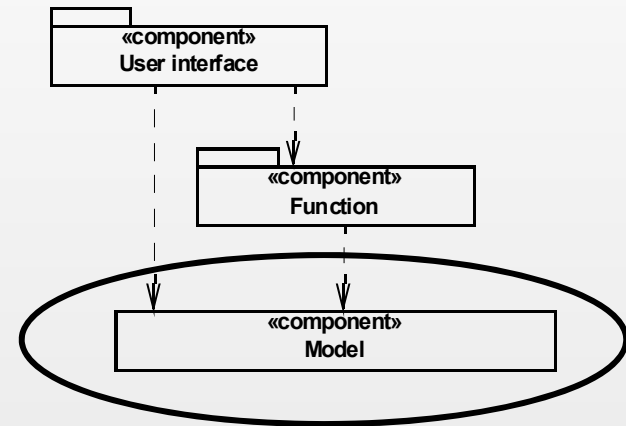 «component»
User interface
«component»
Function
«component»
Model